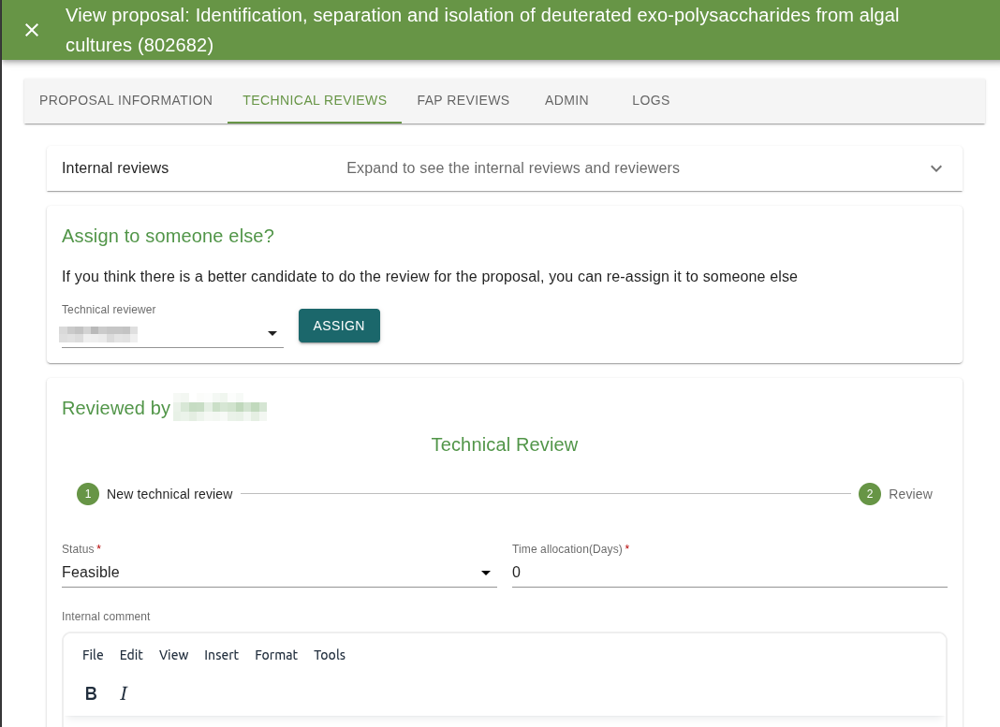 View proposal: Identification, separation and isolation of deuterated exo-polysaccharides from algal
cultures (802682)
PROPOSAL INFORMATION TECHNICAL REVIEWS FAP REVIEWS ADMIN LOGS
Internal reviews Expand to see the internal reviews and reviewers
Assign to someone else?
If you think there is a better candidate to do the review for the proposal, you can re-assign it to someone else
Technical reviewer
ASSIGN
Reviewed by
Technical Review
1 New technical review 2 Review
Status * Time allocation(Days) *
Feasible 0
Internal comment
File Edit View Insert Format Tools
B I